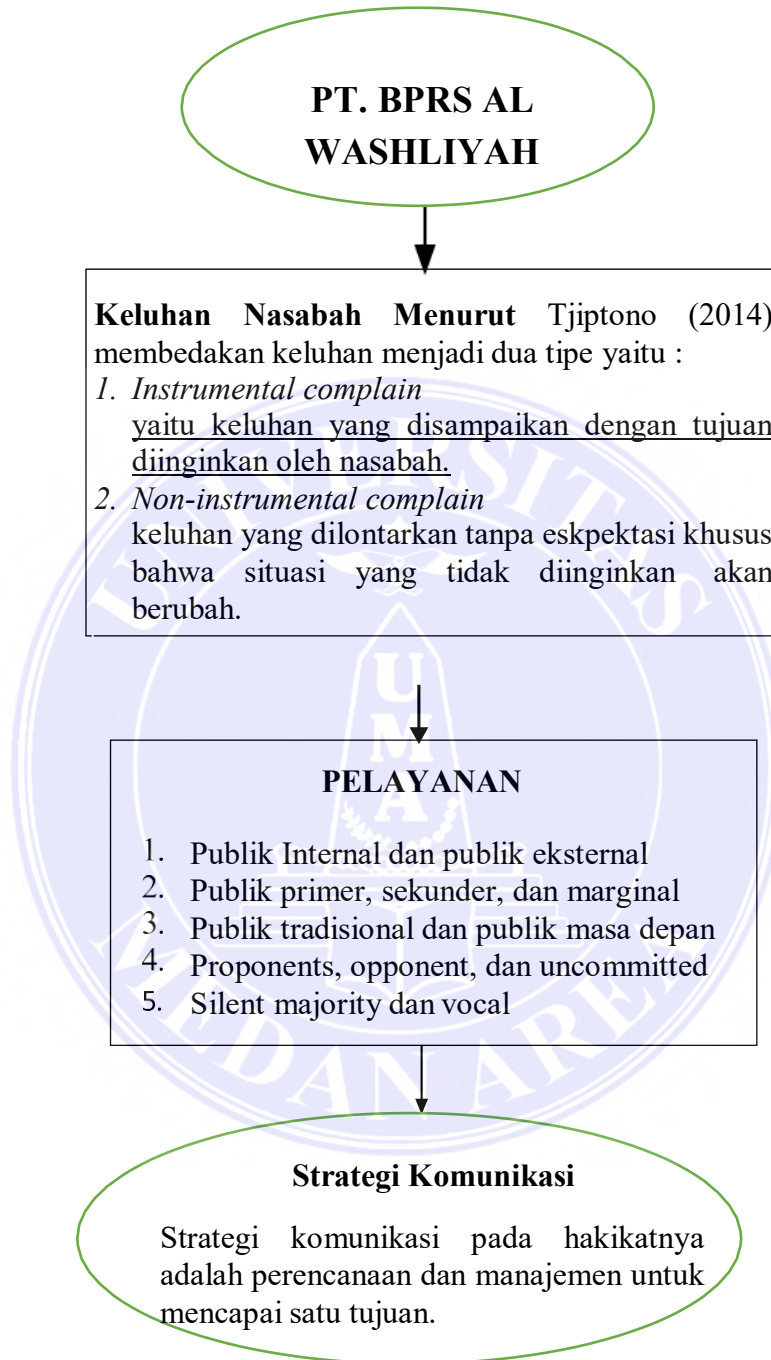 PT. BPRS AL
WASHLIYAH
Keluhan Nasabah Menurut Tjiptono (2014)
membedakan keluhan menjadi dua tipe yaitu :
1. Instrumental complain
yaitu keluhan yang disampaikan dengan tujuan
diinginkan oleh nasabah.
2. Non-instrumental complain
keluhan yang dilontarkan tanpa eskpektasi khusus
bahwa situasi yang tidak diinginkan akan
berubah.
PELAYANAN
1. Publik Internal dan publik eksternal
2. Publik primer, sekunder, dan marginal
3. Publik tradisional dan publik masa depan
4. Proponents, opponent, dan uncommitted
5. Silent majority dan vocal
Strategi Komunikasi
Strategi komunikasi pada hakikatnya
adalah perencanaan dan manajemen untuk
mencapai satu tujuan.
UNIVERSITAS
UMA
MEDAN AREA